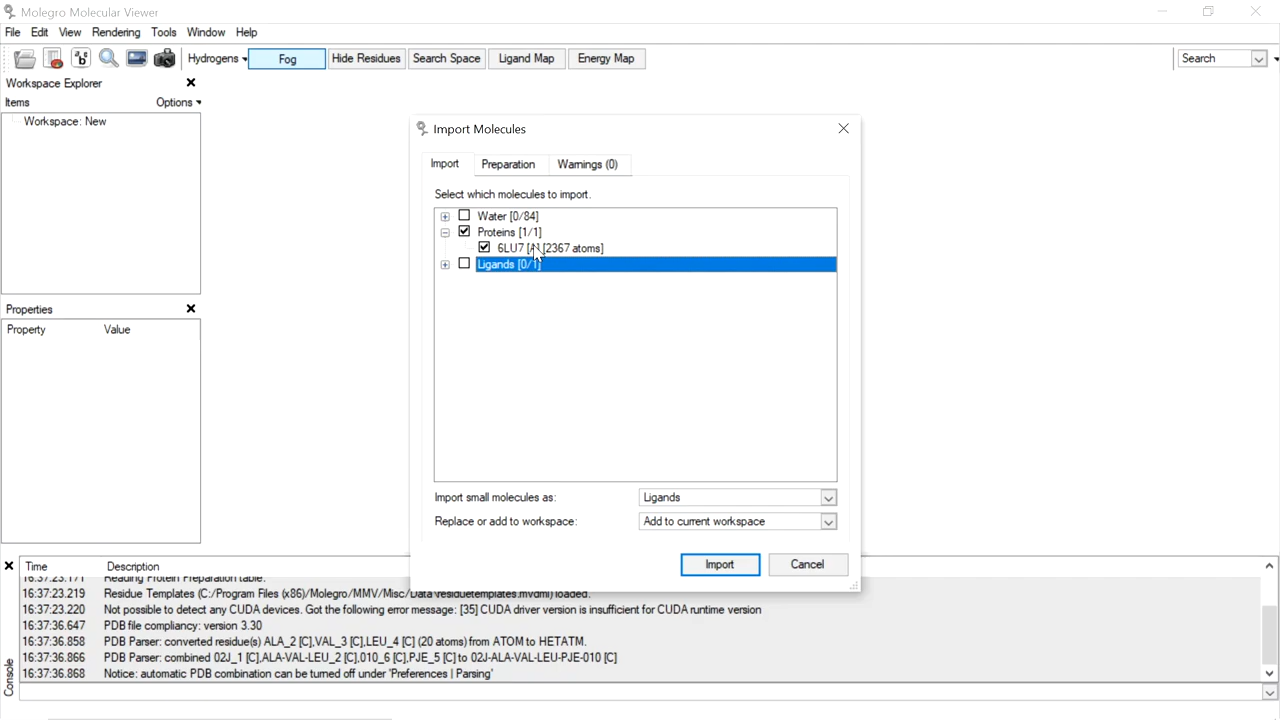 Molegro Molecular Viewer
File Edit View Rendering Tools Window Help
Hydrogens Fog Hide Residues Search Space Ligand Map Energy Map Search
Workspace Explorer
Items Options
Workspace: New
Properties
Property Value
Import Molecules
Import Preparation Warnings (0)
Select which molecules to import.
Water [0/84]
Proteins [1/1]
6LU7 [A] [2367 atoms]
Ligands [0/1]
Import small molecules as: Ligands
Replace or add to workspace: Add to current workspace
Import Cancel
Console
Time Description
16:37:23.171 Reading Protein Preparation table.
16:37:23.219 Residue Templates (C:/Program Files (x86)/Molegro/MMV/Misc/Data\residuetemplates.mvdml) loaded.
16:37:23.220 Not possible to detect any CUDA devices. Got the following error message: [35] CUDA driver version is insufficient for CUDA runtime version
16:37:36.647 PDB file compliancy: version 3.30
16:37:36.858 PDB Parser: converted residue(s) ALA_2 [C],VAL_3 [C],LEU_4 [C] (20 atoms) from ATOM to HETATM.
16:37:36.866 PDB Parser: combined 02J_1 [C],ALA-VAL-LEU_2 [C],010_6 [C],PJE_5 [C] to 02J-ALA-VAL-LEU-PJE-010 [C]
16:37:36.868 Notice: automatic PDB combination can be turned off under 'Preferences | Parsing'